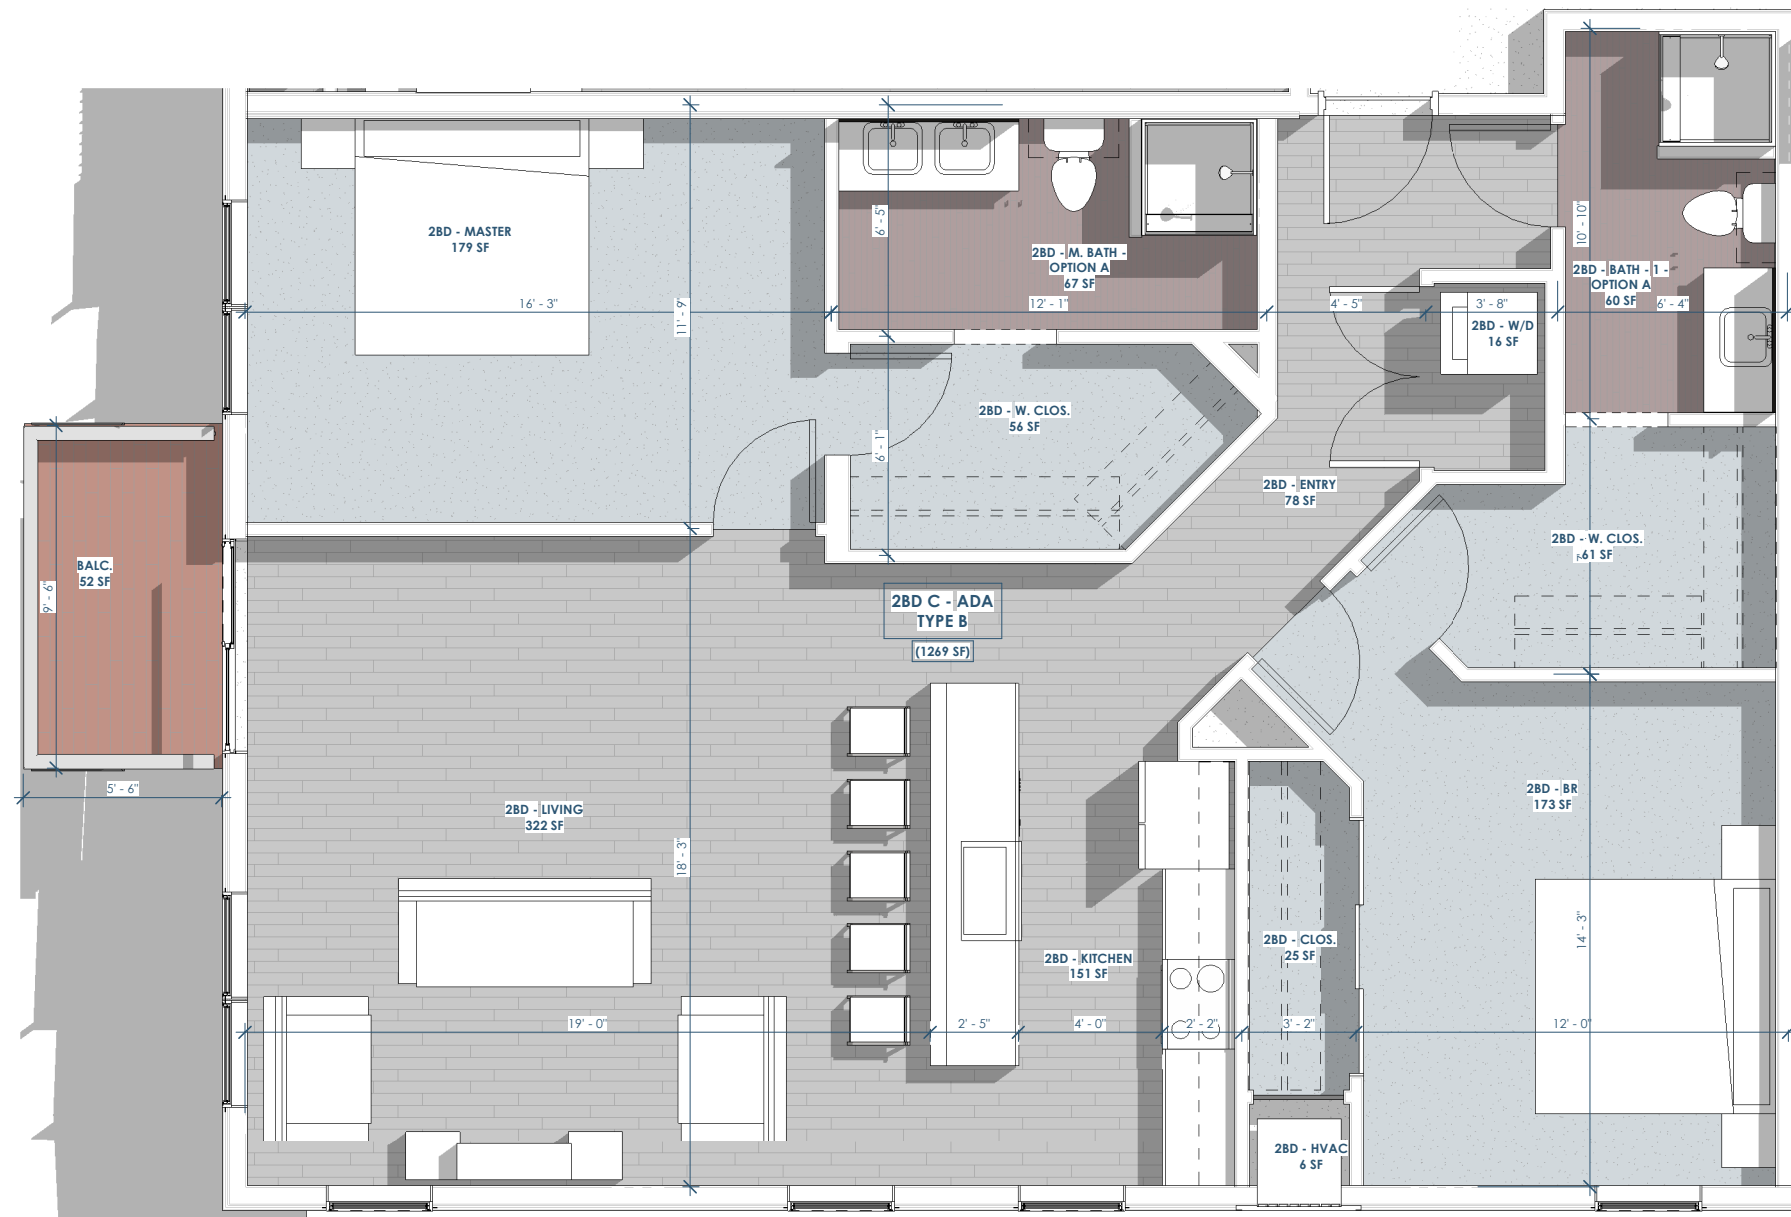 2BD - MASTER
179 SF
16' - 3"
11' - 9"
6' - 5"
2BD - M. BATH -
OPTION A
67 SF
12' - 1"
4' - 5"
3' - 8"
2BD - W/D
16 SF
10' - 10"
2BD - BATH - 1 -
OPTION A
60 SF
6' - 4"
2BD - W. CLOS.
56 SF
6' - 1"
2BD - ENTRY
78 SF
2BD - W. CLOS.
61 SF
BALC.
52 SF
9' - 6"
5' - 6"
2BD C - ADA
TYPE B
(1269 SF)
2BD - LIVING
322 SF
18' - 3"
2BD - BR
173 SF
14' - 3"
2BD - KITCHEN
151 SF
2BD - CLOS.
25 SF
19' - 0"
2' - 5"
4' - 0"
2' - 2"
3' - 2"
12' - 0"
2BD - HVAC
6 SF